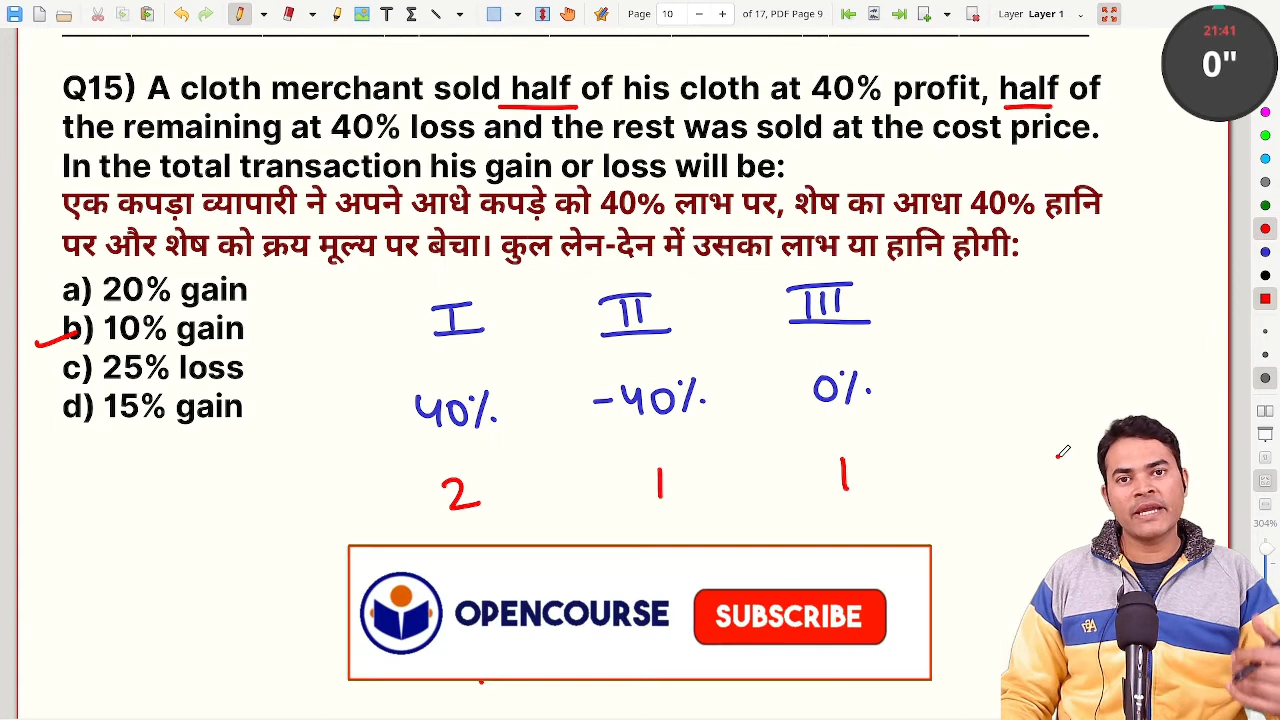 Page 10 − + of 17, PDF Page 9 Layer Layer 1
21:41
0"
Q15) A cloth merchant sold half of his cloth at 40% profit, half of
the remaining at 40% loss and the rest was sold at the cost price.
In the total transaction his gain or loss will be:
एक कपड़ा व्यापारी ने अपने आधे कपड़े को 40% लाभ पर, शेष का आधा 40% हानि
पर और शेष को क्रय मूल्य पर बेचा। कुल लेन-देन में उसका लाभ या हानि होगी:
a) 20% gain
b) 10% gain
c) 25% loss
d) 15% gain
I II III
40% -40% 0%
2 1 1
OPENCOURSE SUBSCRIBE
304%